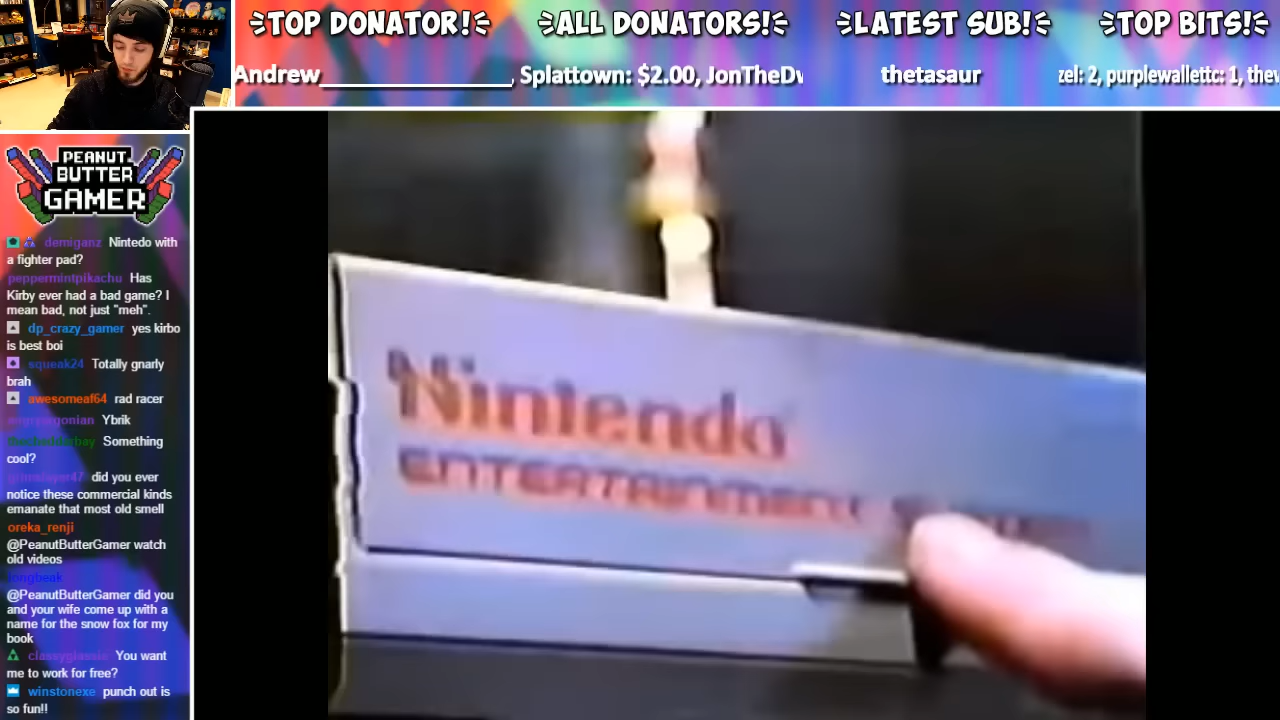 TOP DONATOR!
ALL DONATORS!
LATEST SUB!
TOP BITS!
Andrew
, Splattown: $2.00, JonTheDv
thetasaur
zel: 2, purplewallettc: 1, thev
PEANUT
BUTTER
GAMER
demiganz Nintedo with
a fighter pad?
peppermintpikachu Has
Kirby ever had a bad game? I
mean bad, not just "meh".
dp_crazy_gamer yes kirbo
is best boi
squeak24 Totally gnarly
brah
awesomeaf64 rad racer
Ybrik
Something
cool?
did you ever
notice these commercial kinds
emanate that most old smell
oreka_renji
@PeanutButterGamer watch
old videos
@PeanutButterGamer did you
and your wife come up with a
name for the snow fox for my
book
You want
me to work for free?
winstonexe punch out is
so fun!!
Nintendo
ENTERTAINMENT